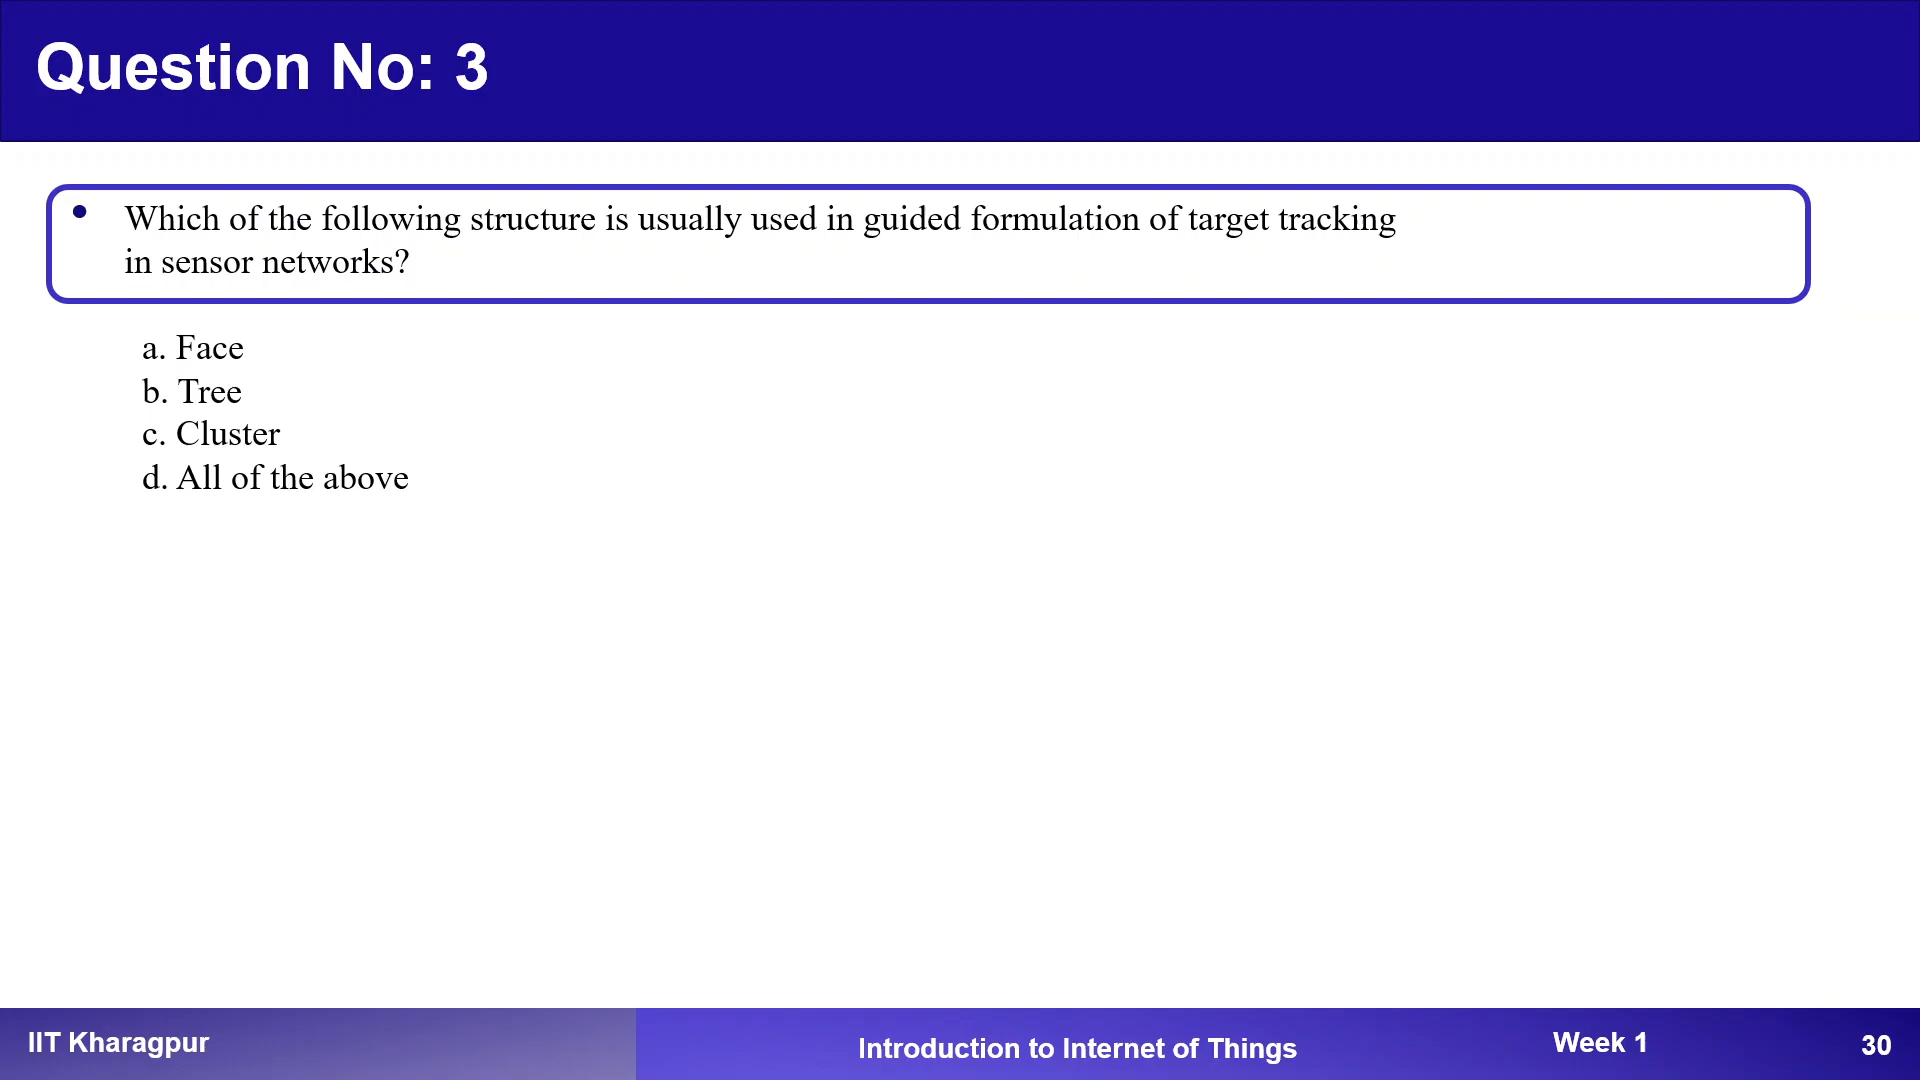 Question No: 3
• Which of the following structure is usually used in guided formulation of target tracking
in sensor networks?
a. Face
b. Tree
c. Cluster
d. All of the above
IIT Kharagpur
Introduction to Internet of Things
Week 1
30